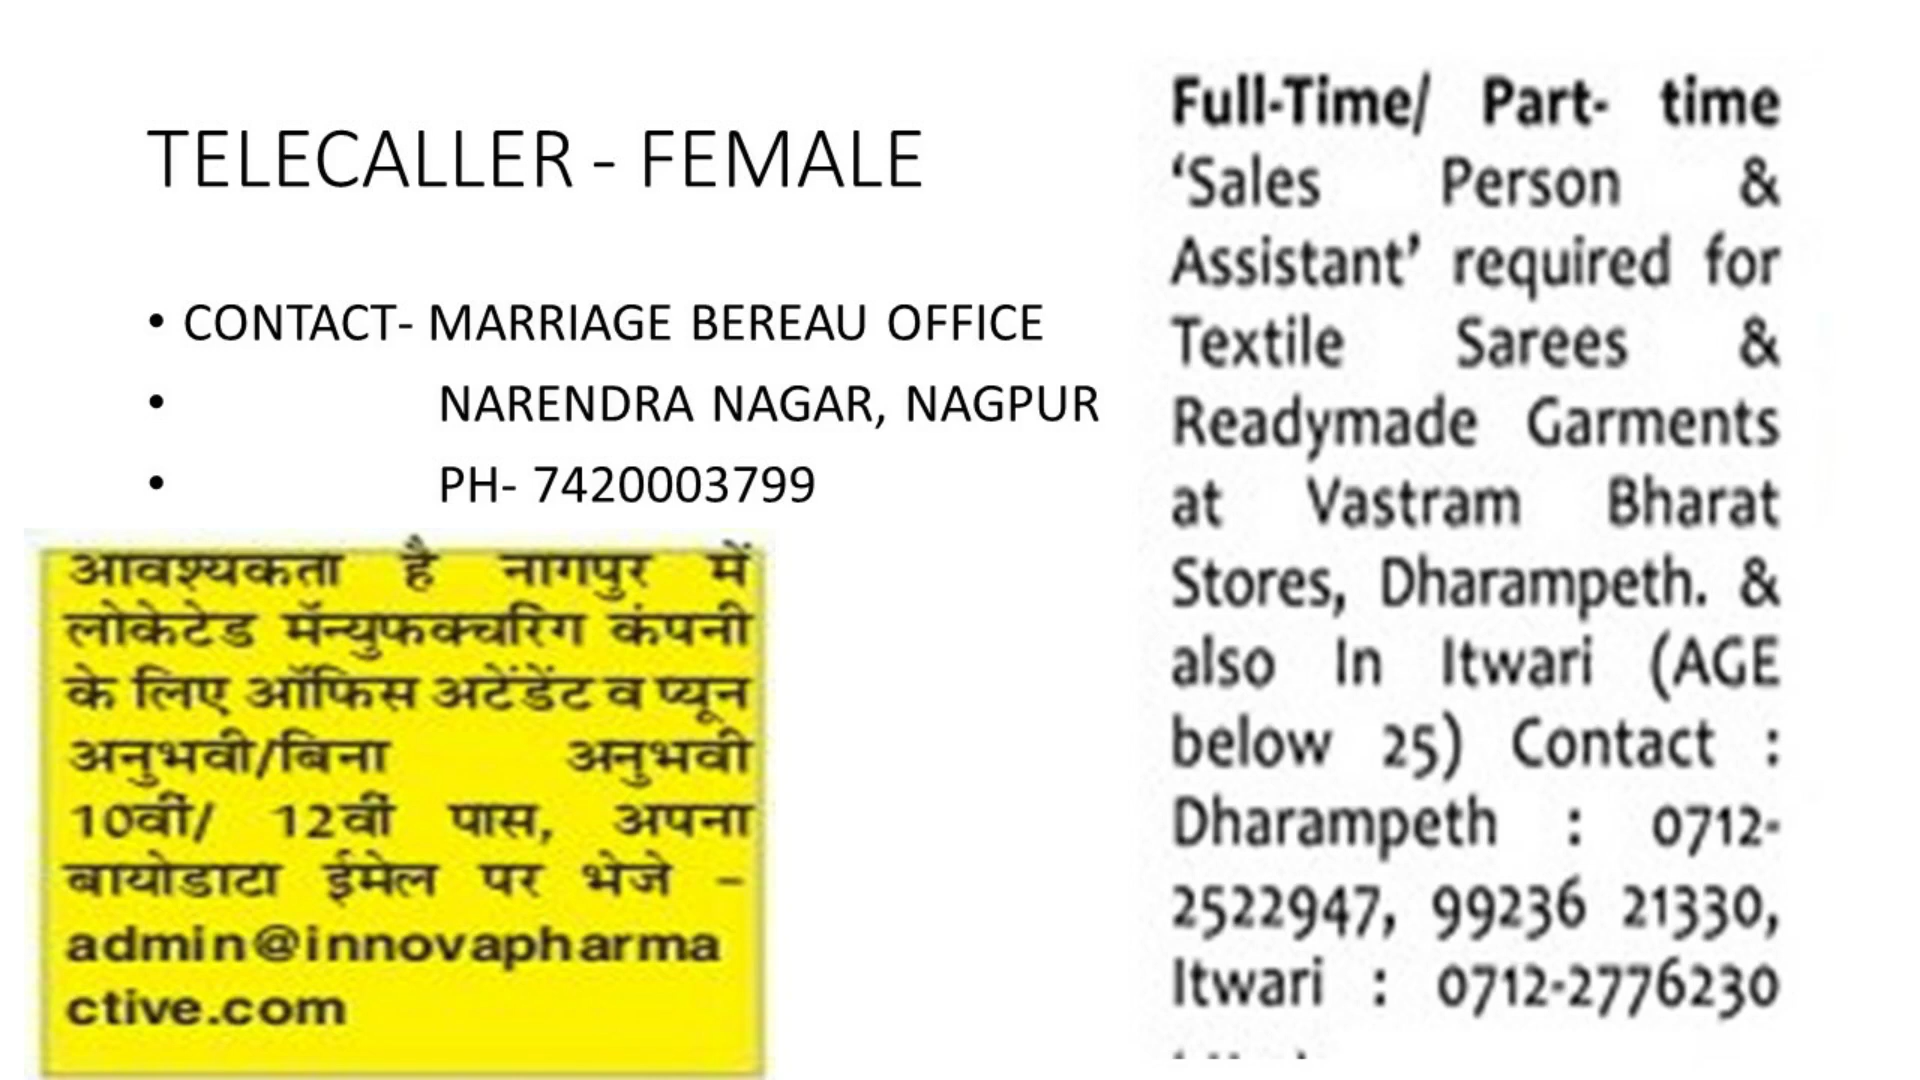 TELECALLER - FEMALE
• CONTACT- MARRIAGE BEREAU OFFICE
• NARENDRA NAGAR, NAGPUR
• PH- 7420003799
आवश्यकता है नागपुर में
लोकेटेड मॅन्युफक्चरिंग कंपनी
के लिए ऑफिस अटेंडेंट व प्यून
अनुभवी/बिना अनुभवी
10वीं/ 12वीं पास, अपना
बायोडाटा ईमेल पर भेजे -
admin@innovapharma
ctive.com
Full-Time/ Part- time
‘Sales Person &
Assistant’ required for
Textile Sarees &
Readymade Garments
at Vastram Bharat
Stores, Dharampeth. &
also In Itwari (AGE
below 25) Contact :
Dharampeth : 0712-
2522947, 99236 21330,
Itwari : 0712-2776230